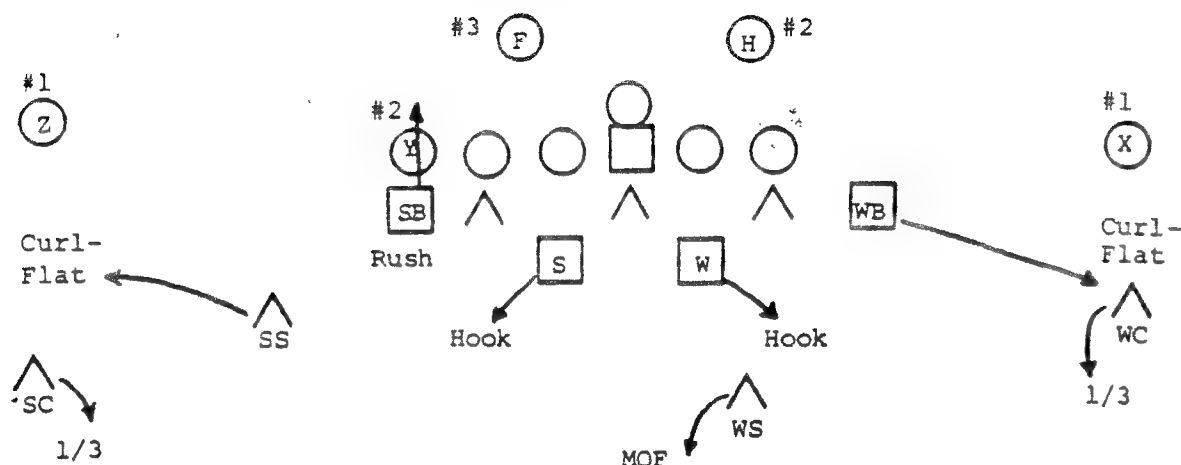 #3 F H #2
#1
Z
#2
Y
#1
X
SB
WB
Rush
S
W
Curl-
Flat
Curl-
Flat
SS
Hook
Hook
WC
SC
1/3
WS
1/3
MOF